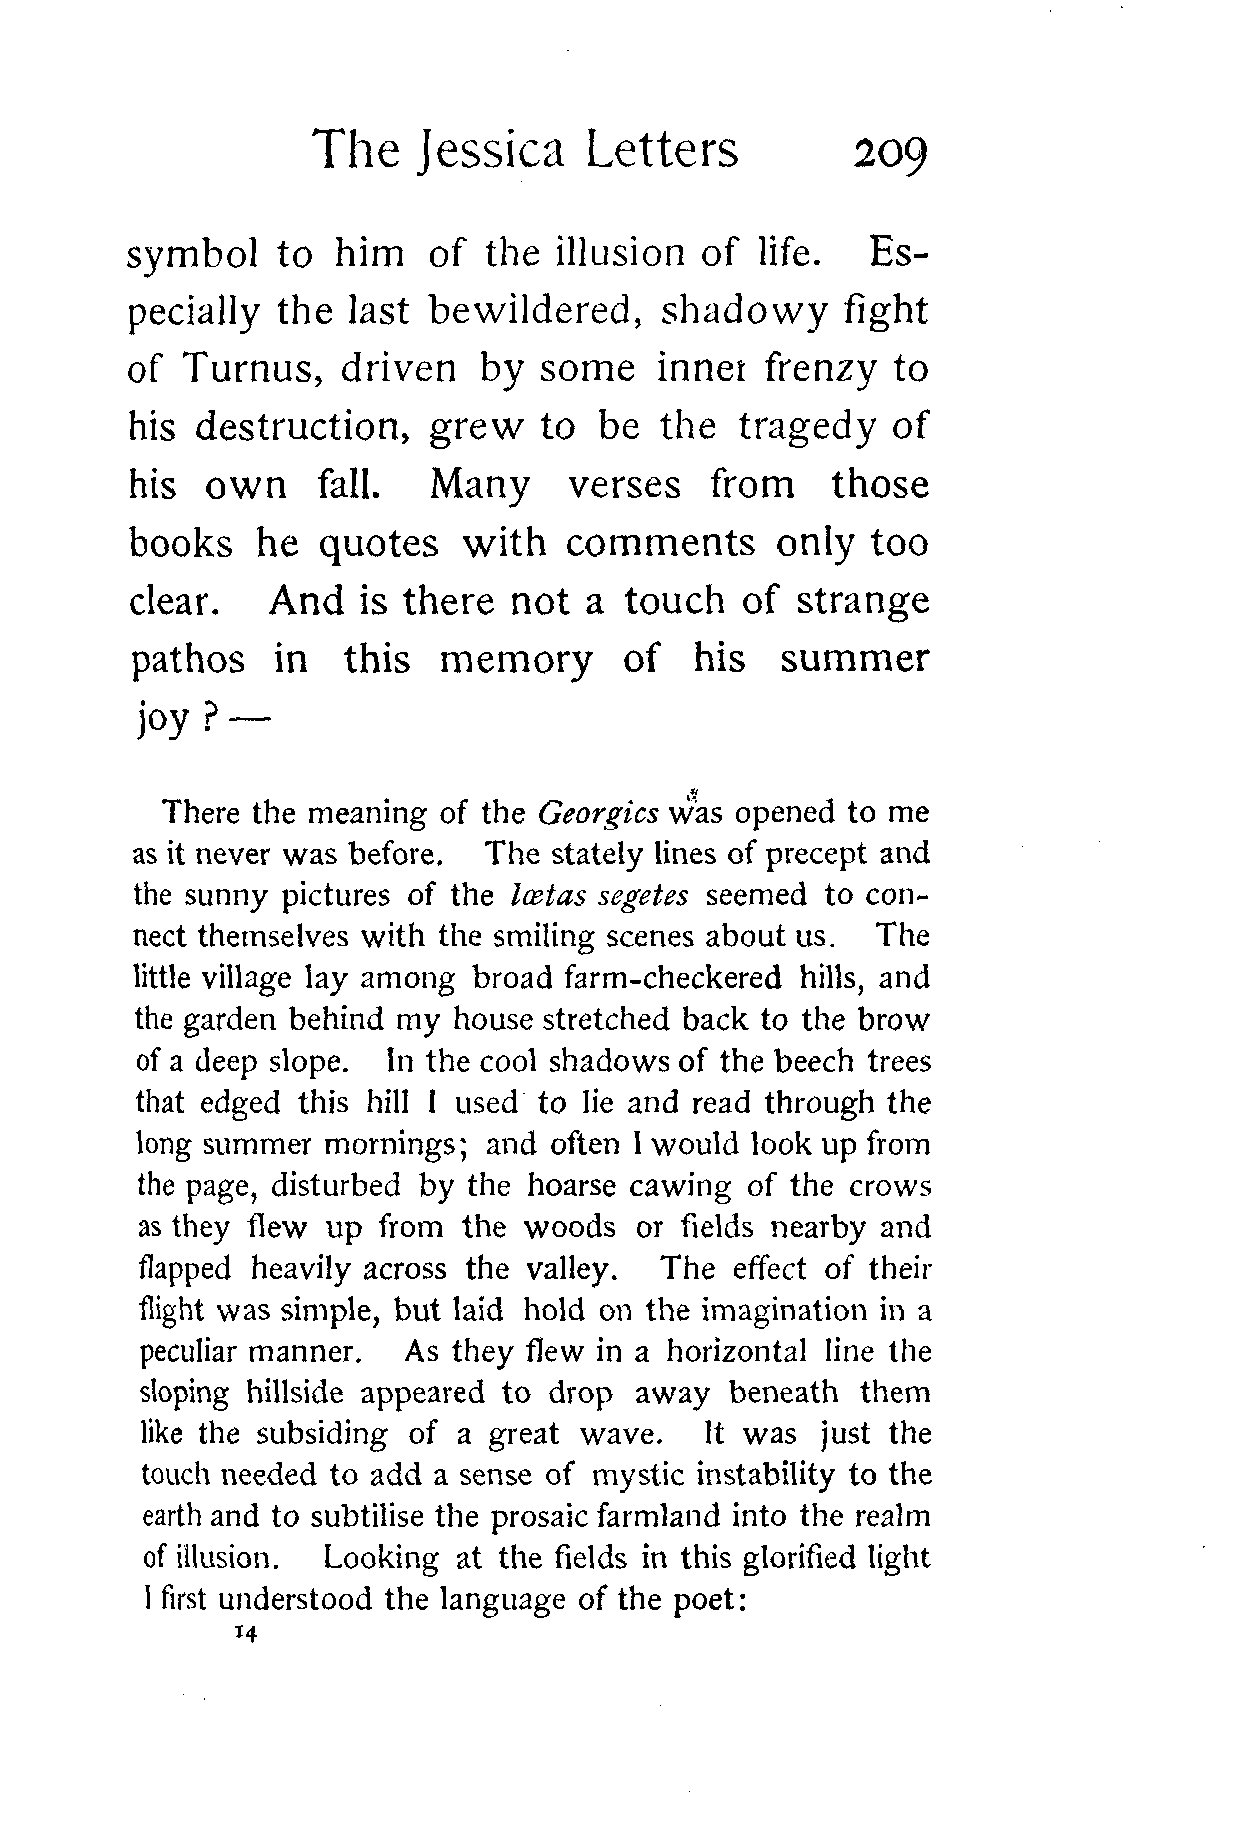 The Jessica Letters 209
symbol to him of the illusion of life. Es-
pecially the last bewildered, shadowy fight
of Turnus, driven by some inner frenzy to
his destruction, grew to be the tragedy of
his own fall. Many verses from those
books he quotes with comments only too
clear. And is there not a touch of strange
pathos in this memory of his summer
joy ?—
There the meaning of the Georgics was opened to me
as it never was before. The stately lines of precept and
the sunny pictures of the lœtas segetes seemed to con-
nect themselves with the smiling scenes about us. The
little village lay among broad farm-checkered hills, and
the garden behind my house stretched back to the brow
of a deep slope. In the cool shadows of the beech trees
that edged this hill I used to lie and read through the
long summer mornings; and often I would look up from
the page, disturbed by the hoarse cawing of the crows
as they flew up from the woods or fields nearby and
flapped heavily across the valley. The effect of their
flight was simple, but laid hold on the imagination in a
peculiar manner. As they flew in a horizontal line the
sloping hillside appeared to drop away beneath them
like the subsiding of a great wave. It was just the
touch needed to add a sense of mystic instability to the
earth and to subtilise the prosaic farmland into the realm
of illusion. Looking at the fields in this glorified light
I first understood the language of the poet:
14